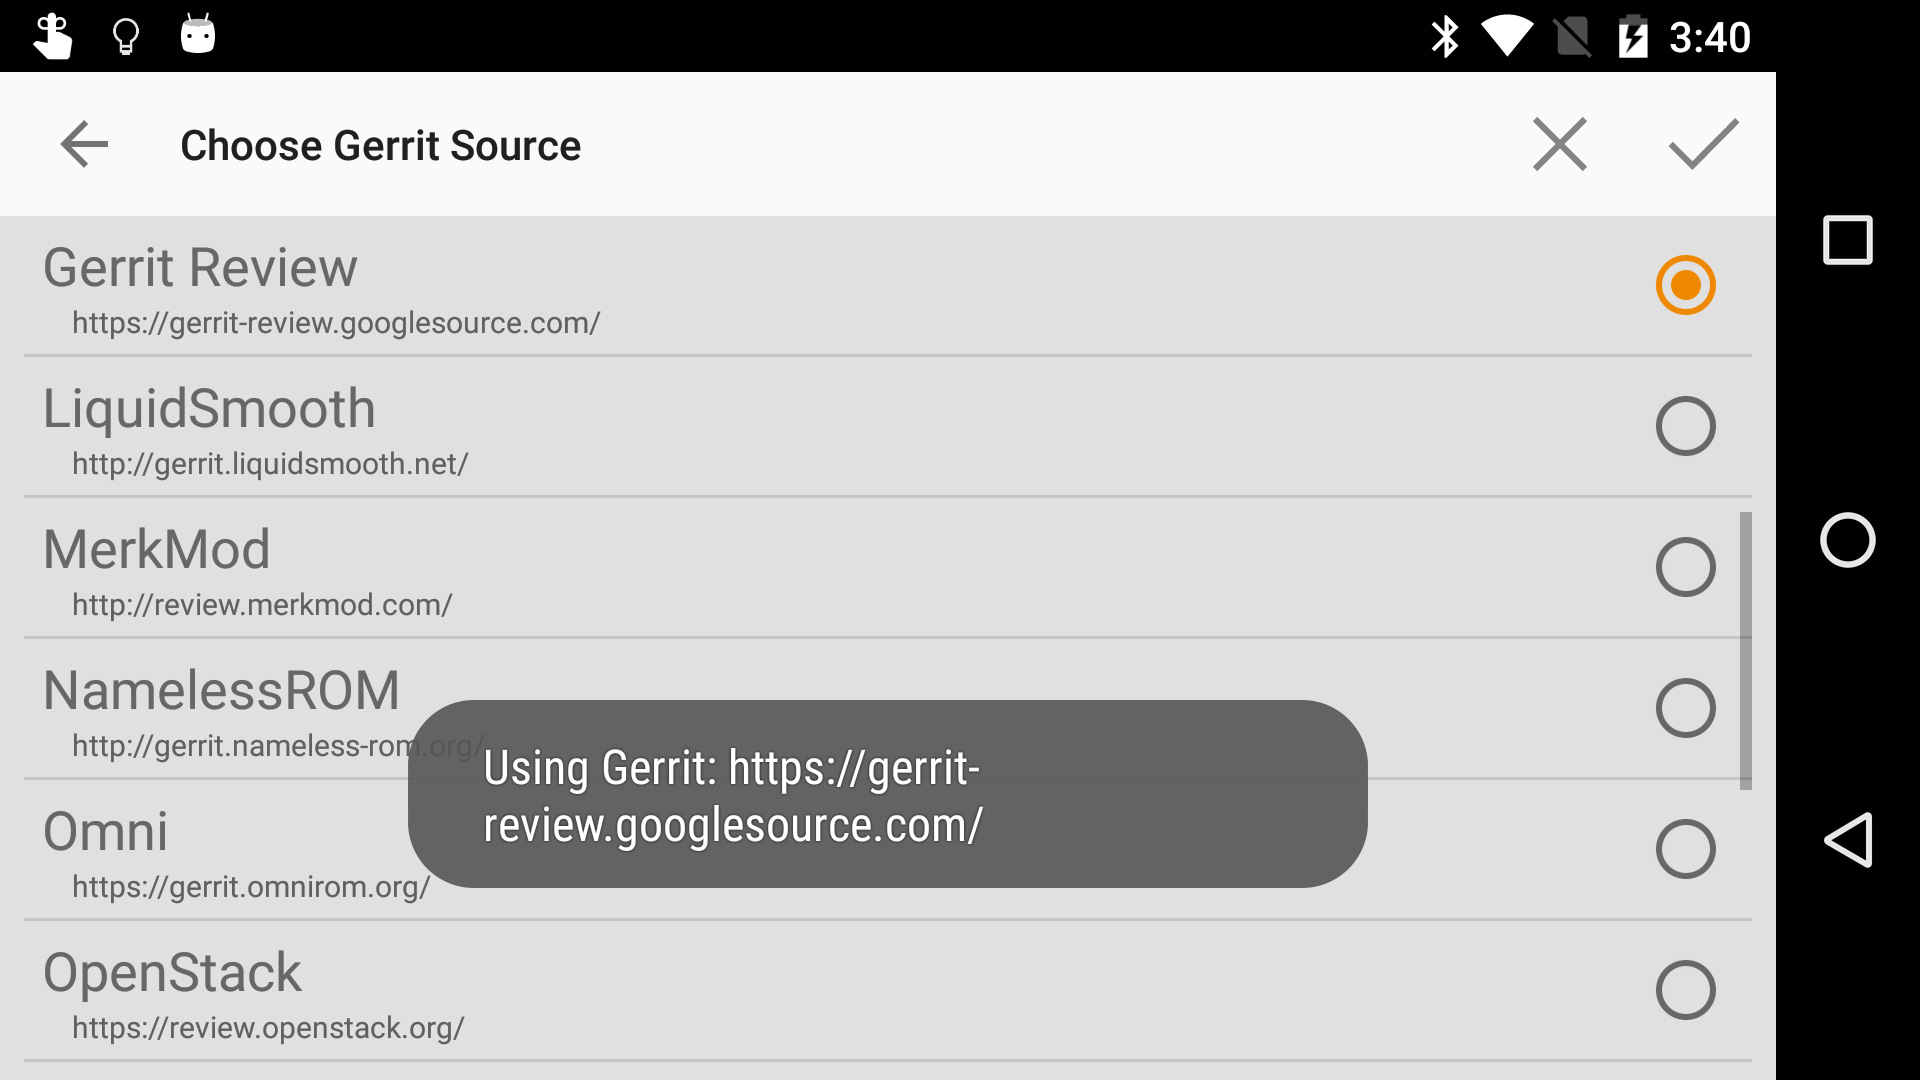 3:40
Choose Gerrit Source
Gerrit Review
https://gerrit-review.googlesource.com/
LiquidSmooth
http://gerrit.liquidsmooth.net/
MerkMod
http://review.merkmod.com/
NamelessROM
http://gerrit.nameless-rom.org/
Using Gerrit: https://gerrit-
review.googlesource.com/
Omni
https://gerrit.omnirom.org/
OpenStack
https://review.openstack.org/